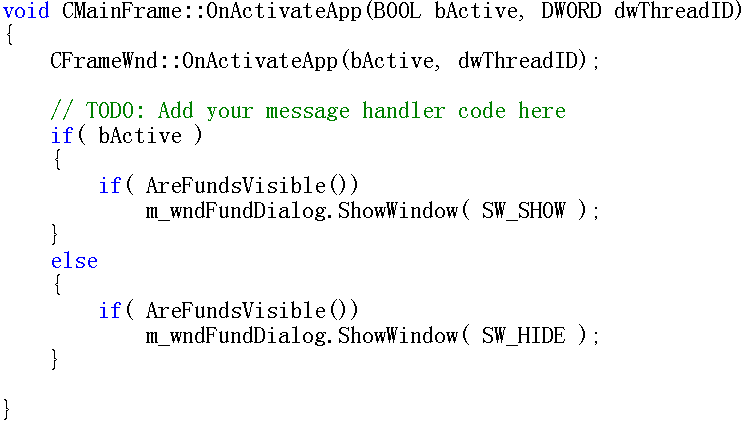 void CMainFrame::OnActivateApp(BOOL bActive, DWORD dwThreadID)
{
    CFrameWnd::OnActivateApp(bActive, dwThreadID);

    // TODO: Add your message handler code here
    if( bActive )
    {
        if( AreFundsVisible())
            m_wndFundDialog.ShowWindow( SW_SHOW );
    }
    else
    {
        if( AreFundsVisible())
            m_wndFundDialog.ShowWindow( SW_HIDE );
    }

}